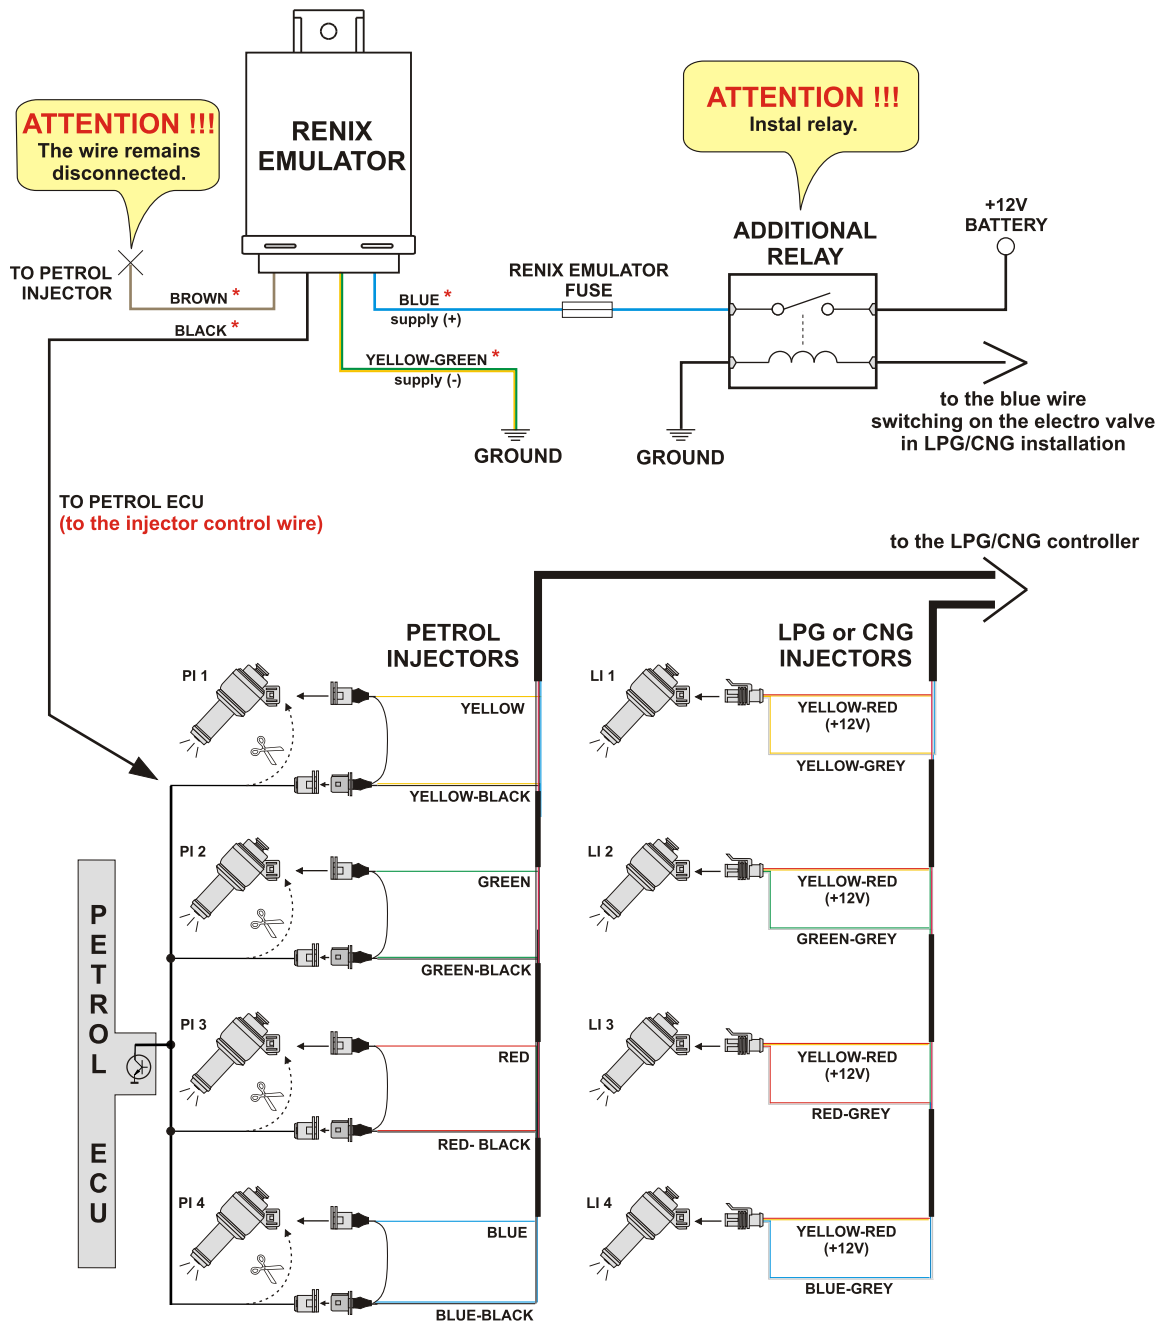 RENIX
EMULATOR
ATTENTION !!!
The wire remains
disconnected.
ATTENTION !!!
Instal relay.
+12V
BATTERY
ADDITIONAL
RELAY
TO PETROL
INJECTOR
RENIX EMULATOR
FUSE
BROWN *
BLUE *
supply (+)
BLACK *
YELLOW-GREEN *
supply (-)
GROUND
GROUND
to the blue wire
switching on the electro valve
in LPG/CNG installation
TO PETROL ECU
(to the injector control wire)
to the LPG/CNG controller
PETROL
INJECTORS
LPG or CNG
INJECTORS
PI 1
YELLOW
YELLOW-BLACK
LI 1
YELLOW-RED
(+12V)
YELLOW-GREY
PI 2
GREEN
GREEN-BLACK
LI 2
YELLOW-RED
(+12V)
GREEN-GREY
PI 3
RED
RED- BLACK
LI 3
YELLOW-RED
(+12V)
RED-GREY
PI 4
BLUE
BLUE-BLACK
LI 4
YELLOW-RED
(+12V)
BLUE-GREY
PETROL ECU